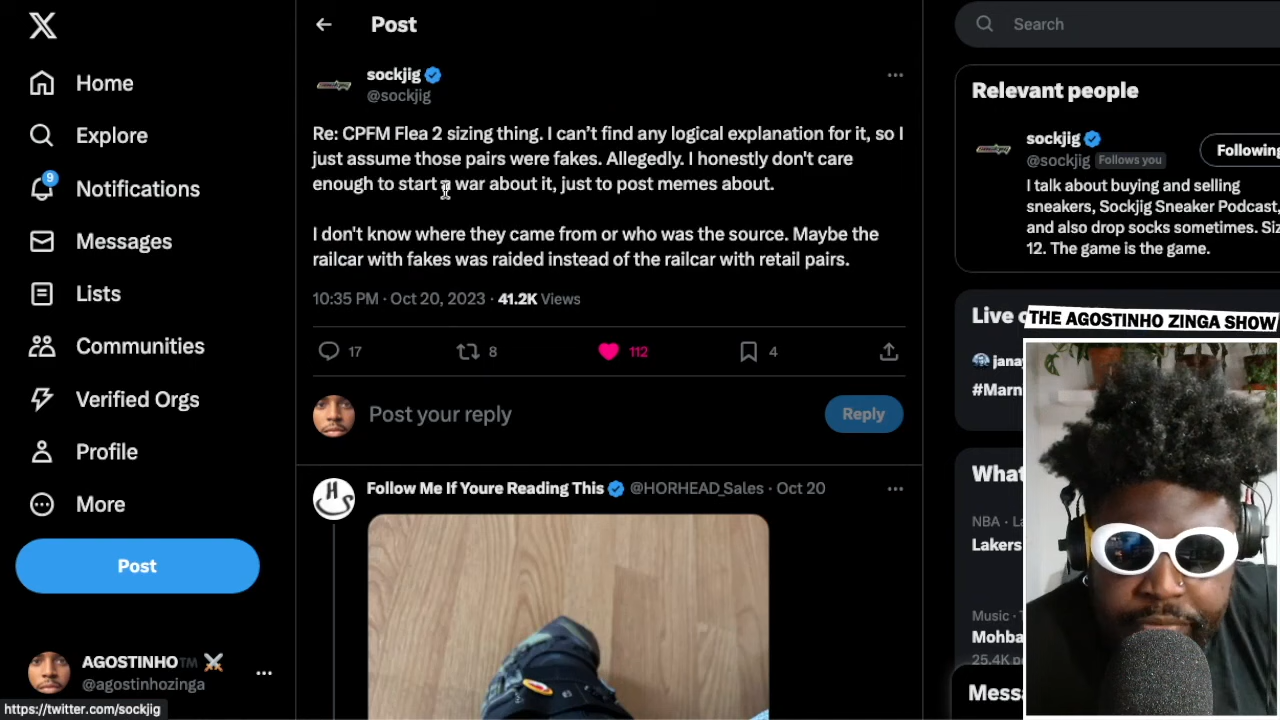 Home
Explore
9
Notifications
Messages
Lists
Communities
Verified Orgs
Profile
More
Post
AGOSTINHO™
@agostinhozinga
https://twitter.com/sockjig
Post
sockjig
@sockjig
Re: CPFM Flea 2 sizing thing. I can't find any logical explanation for it, so I
just assume those pairs were fakes. Allegedly. I honestly don't care
enough to start a war about it, just to post memes about.
I don't know where they came from or who was the source. Maybe the
railcar with fakes was raided instead of the railcar with retail pairs.
10:35 PM · Oct 20, 2023 · 41.2K Views
17
8
112
4
Post your reply
Reply
Follow Me If Youre Reading This @HORHEAD_Sales · Oct 20
HS
Search
Relevant people
sockjig
@sockjig Follows you
Following
I talk about buying and selling
sneakers, Sockjig Sneaker Podcast,
and also drop socks sometimes. Siz
12. The game is the game.
Live
THE AGOSTINHO ZINGA SHOW
janay
#Marn
What
NBA · La
Lakers
Music ·
Mohba
25.4K
Mess